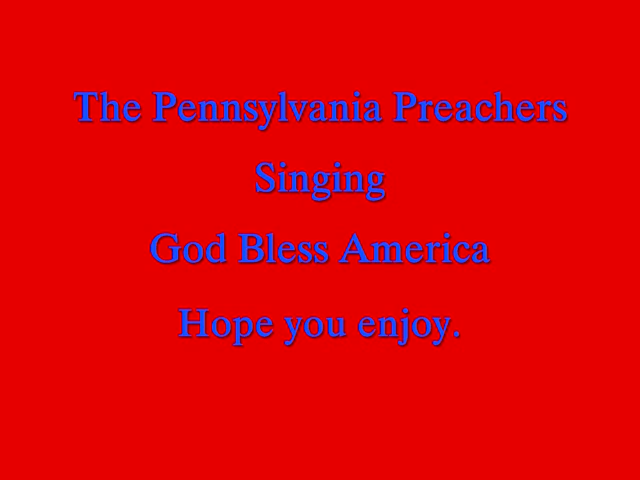 The Pennsylvania Preachers
Singing
God Bless America
Hope you enjoy.